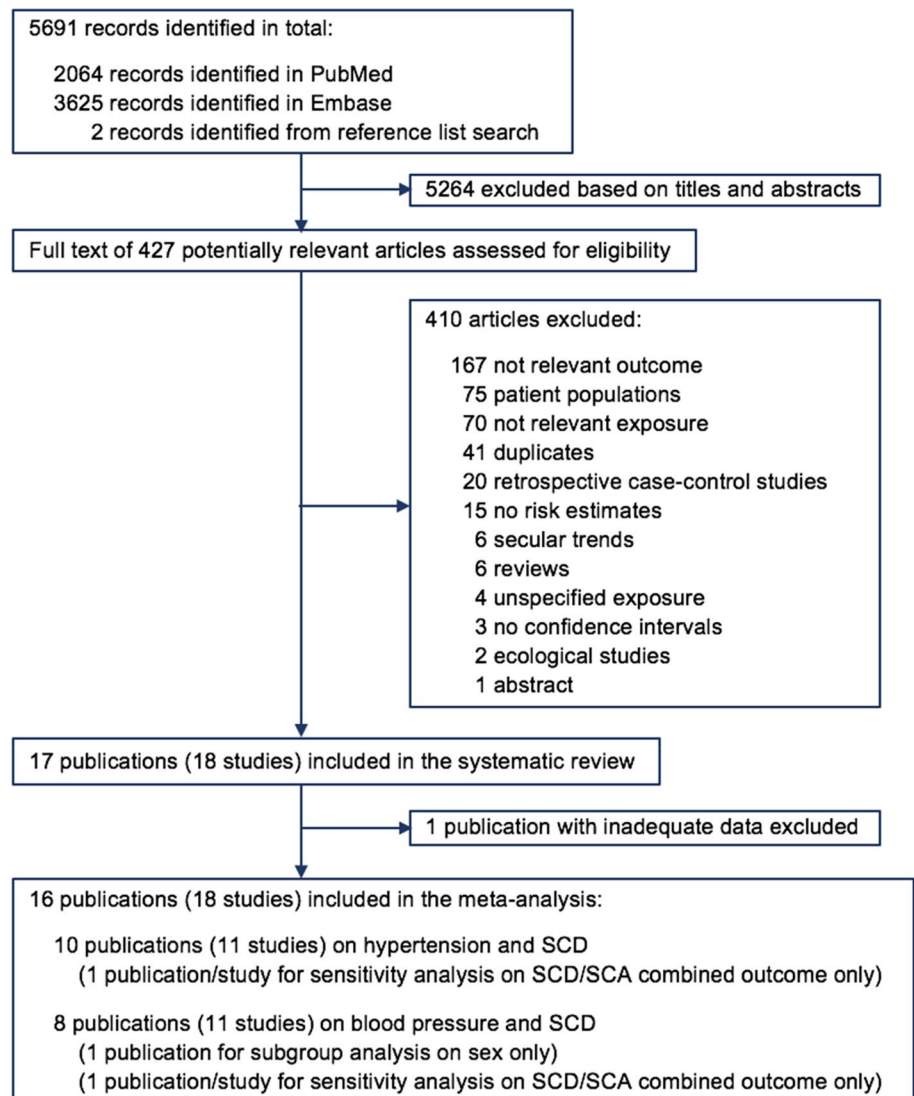 5691 records identified in total:
2064 records identified in PubMed
3625 records identified in Embase
2 records identified from reference list search
5264 excluded based on titles and abstracts
Full text of 427 potentially relevant articles assessed for eligibility
410 articles excluded:
167 not relevant outcome
75 patient populations
70 not relevant exposure
41 duplicates
20 retrospective case-control studies
15 no risk estimates
6 secular trends
6 reviews
4 unspecified exposure
3 no confidence intervals
2 ecological studies
1 abstract
17 publications (18 studies) included in the systematic review
1 publication with inadequate data excluded
16 publications (18 studies) included in the meta-analysis:
10 publications (11 studies) on hypertension and SCD
(1 publication/study for sensitivity analysis on SCD/SCA combined outcome only)
8 publications (11 studies) on blood pressure and SCD
(1 publication for subgroup analysis on sex only)
(1 publication/study for sensitivity analysis on SCD/SCA combined outcome only)